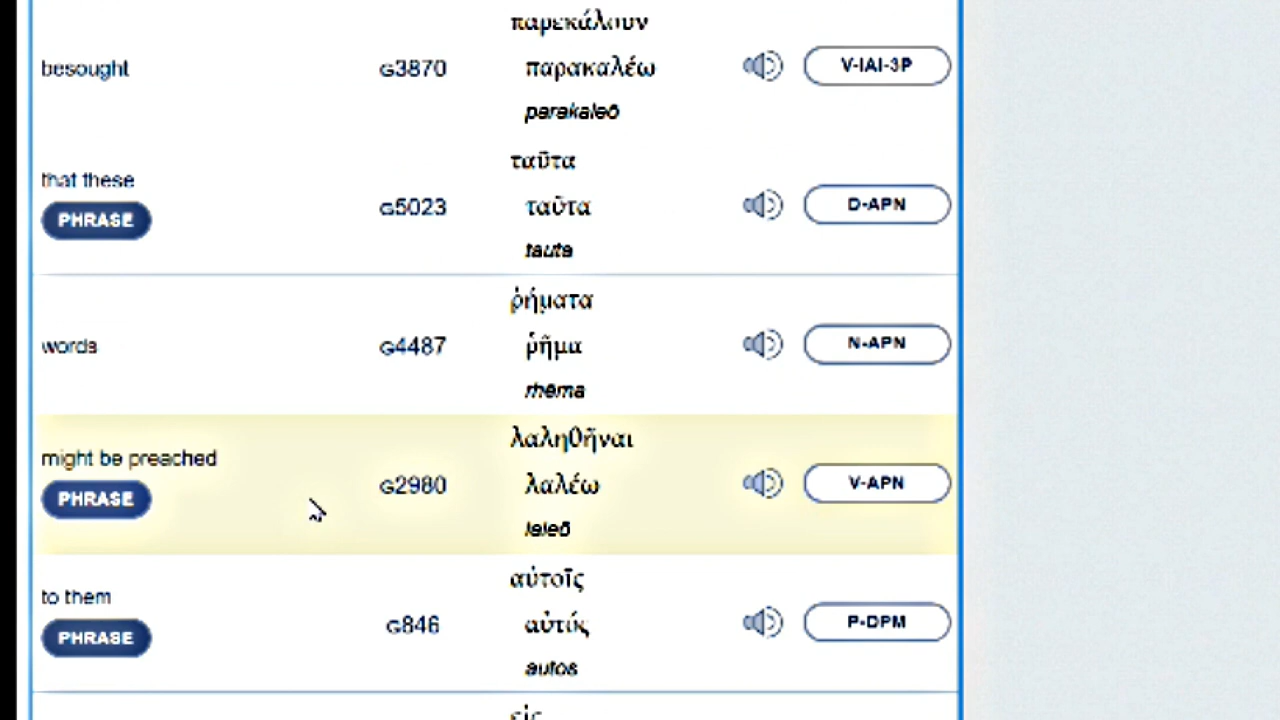 παρεκάλουν
besought G3870 παρακαλέω V-IAI-3P
parakaleō
ταῦτα
that these
PHRASE G5023 ταῦτα D-APN
tauta
ῥήματα
words G4487 ῥῆμα N-APN
rhēma
λαληθῆναι
might be preached
PHRASE G2980 λαλέω V-APN
laleō
αὐτοῖς
to them
PHRASE G846 αὐτός P-DPM
autos
εἰς